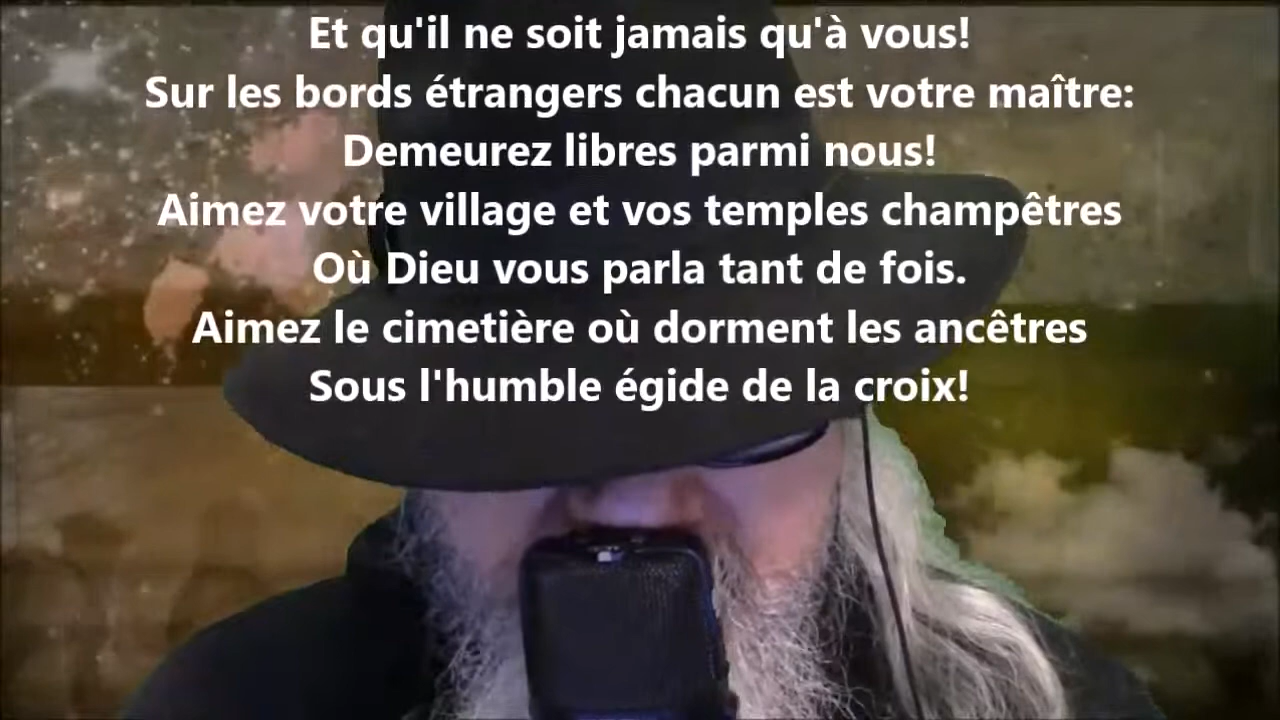 Et qu'il ne soit jamais qu'à vous!
Sur les bords étrangers chacun est votre maître:
Demeurez libres parmi nous!
Aimez votre village et vos temples champêtres
Où Dieu vous parla tant de fois.
Aimez le cimetière où dorment les ancêtres
Sous l'humble égide de la croix!